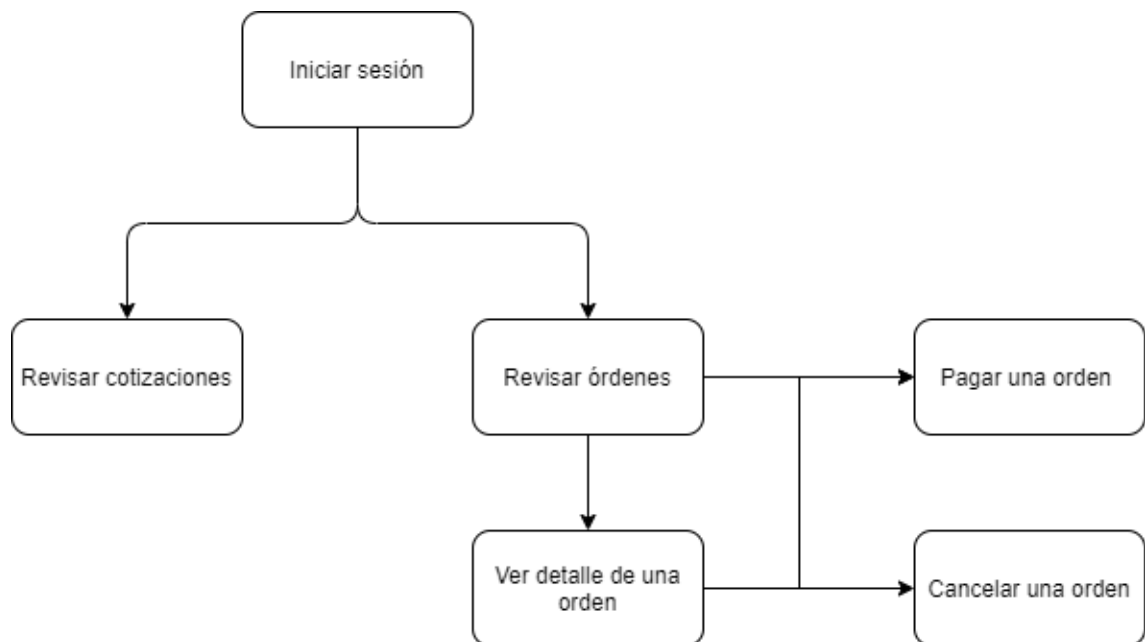 Iniciar sesión
Revisar cotizaciones
Revisar órdenes
Pagar una orden
Ver detalle de una
orden
Cancelar una orden